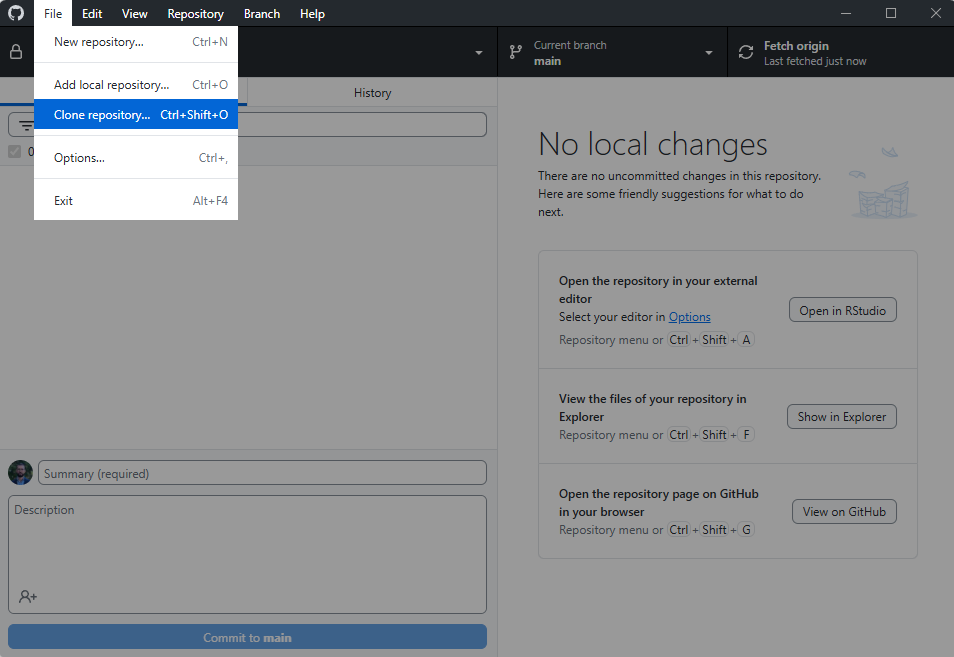 File Edit View Repository Branch Help
New repository... Ctrl+N
Add local repository... Ctrl+O
Clone repository... Ctrl+Shift+O
Options... Ctrl+,
Exit Alt+F4
Current branch
main
Fetch origin
Last fetched just now
History
0
No local changes
There are no uncommitted changes in this repository.
Here are some friendly suggestions for what to do
next.
Open the repository in your external
editor
Select your editor in Options
Repository menu or Ctrl + Shift + A
Open in RStudio
View the files of your repository in
Explorer
Repository menu or Ctrl + Shift + F
Show in Explorer
Open the repository page on GitHub
in your browser
Repository menu or Ctrl + Shift + G
View on GitHub
Summary (required)
Description
Commit to main